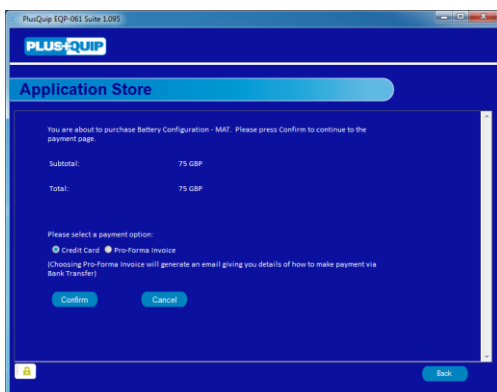 PlusQuip EQP-061 Suite 1.095
PLUS+QUIP
Application Store
You are about to purchase Battery Configuration - MAT. Please press Confirm to continue to the
payment page.
Subtotal: 75 GBP
Total: 75 GBP
Please select a payment option:
Credit Card Pro-Forma Invoice
(Choosing Pro-Forma Invoice will generate an email giving you details of how to make payment via
Bank Transfer)
Confirm Cancel
Back